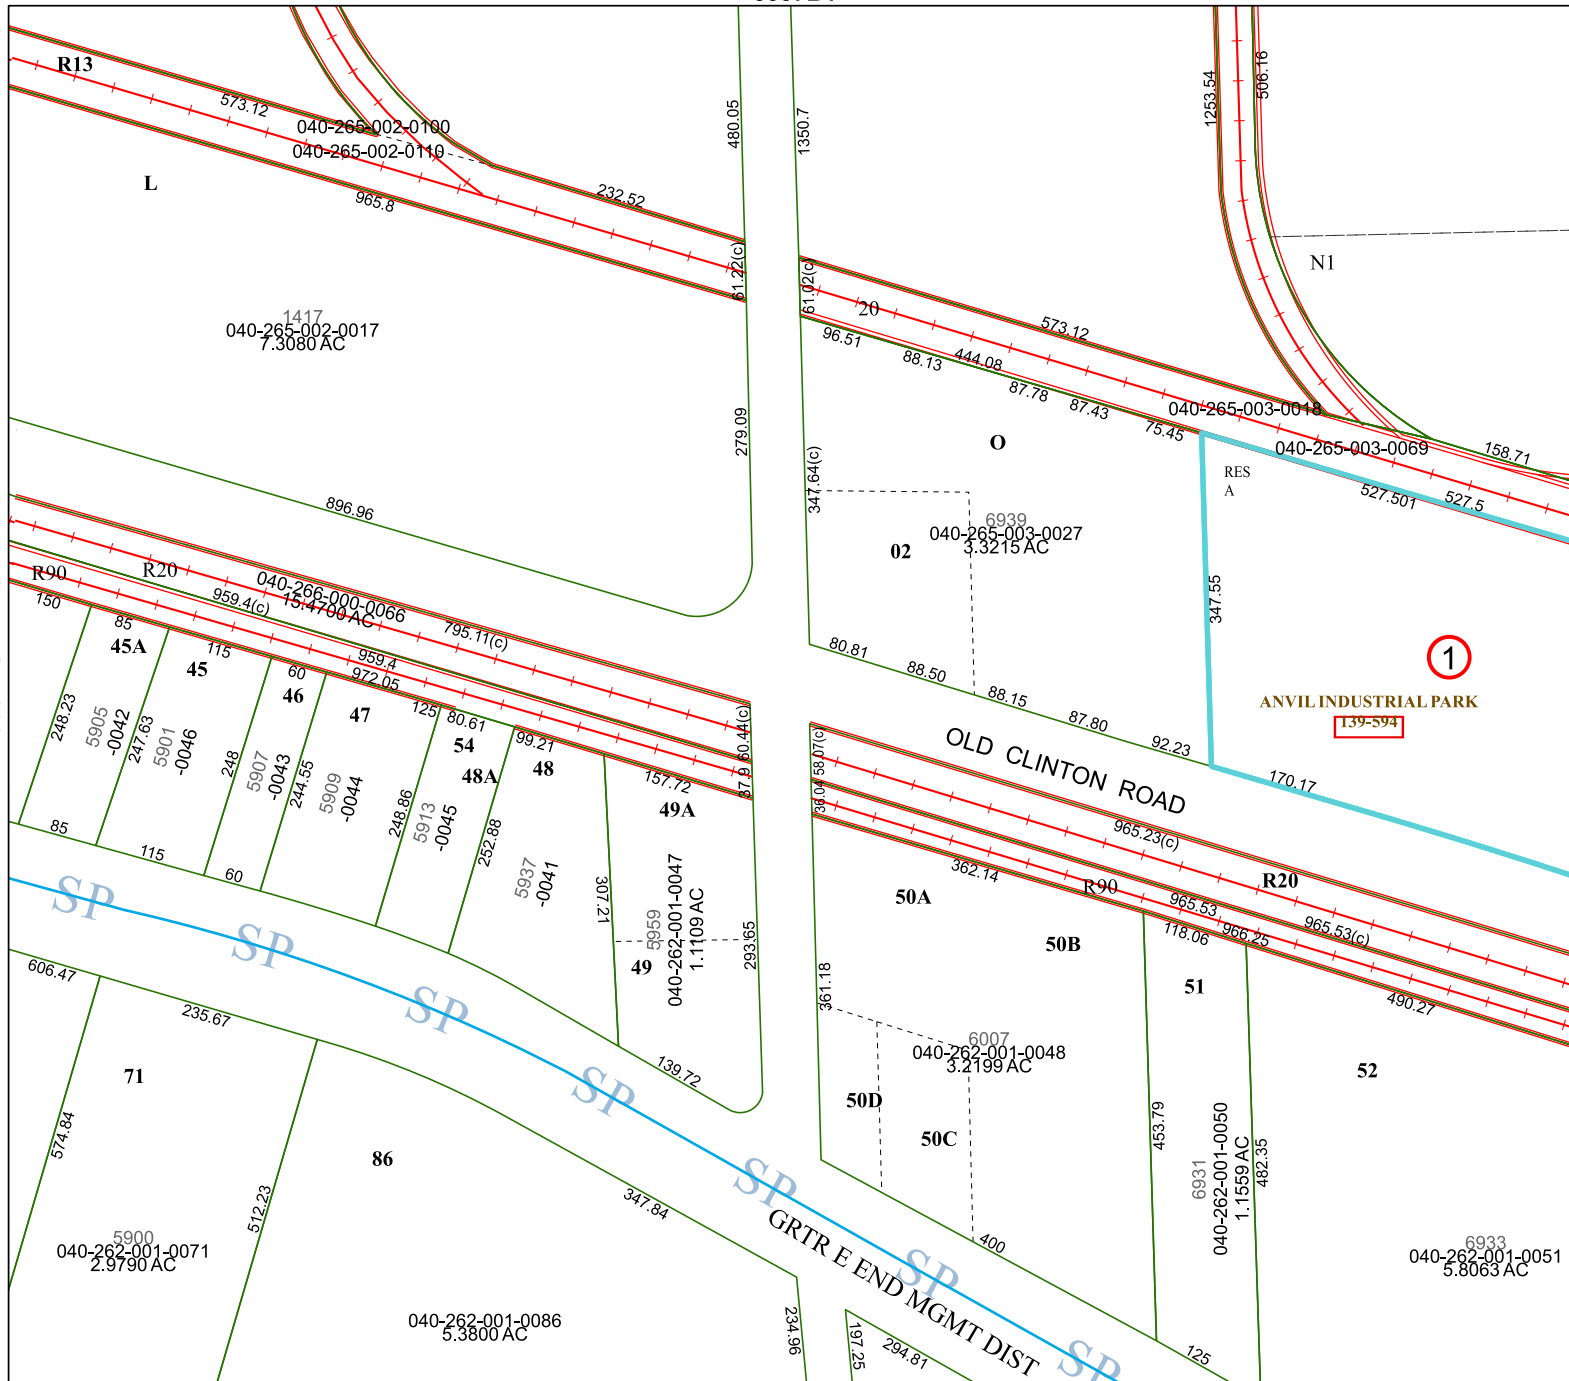 R13
573.12
040-265-002-0100
040-265-002-0110
L
965.8
232.52
480.05
1350.7
61.22(c)
61.02(c)
1253.54
506.16
N1
1417
040-265-002-0017
7.3080 AC
20
573.12
96.51
88.13
444.08
87.78
87.43
75.45
040-265-003-0018
040-265-003-0069
158.71
279.09
347.64(c)
O
RES
A
527.501
527.5
896.96
6939
040-265-003-0027
3.3215 AC
02
347.55
R90
R20
040-266-000-0066
15.4700 AC
959.4(c)
795.11(c)
959.4
972.05
150
85
115
60
125
80.61
99.21
157.72
37.9
60.44(c)
45A
45
46
47
54
48A
48
49A
80.81
88.50
88.15
87.80
92.23
170.17
1
ANVIL INDUSTRIAL PARK
139-594
OLD CLINTON ROAD
58.07(c)
36.04
965.23(c)
362.14
R90
R20
965.53
965.53(c)
966.25
118.06
490.27
248.23
5905
-0042
247.63
5901
-0046
248
5907
-0043
244.55
5909
-0044
248.86
5913
-0045
252.88
5937
-0041
307.21
5959
040-262-001-0047
1.1109 AC
49
293.65
85
115
60
SP
SP
SP
SP
SP
SP
SP
50A
50B
51
52
361.18
6007
040-262-001-0048
3.2199 AC
50D
50C
453.79
6931
040-262-001-0050
1.1559 AC
482.35
6933
040-262-001-0051
5.8063 AC
606.47
235.67
139.72
71
574.84
86
512.23
347.84
5900
040-262-001-0071
2.9790 AC
040-262-001-0086
5.3800 AC
GRTR E END MGMT DIST
400
125
234.96
197.25
294.81